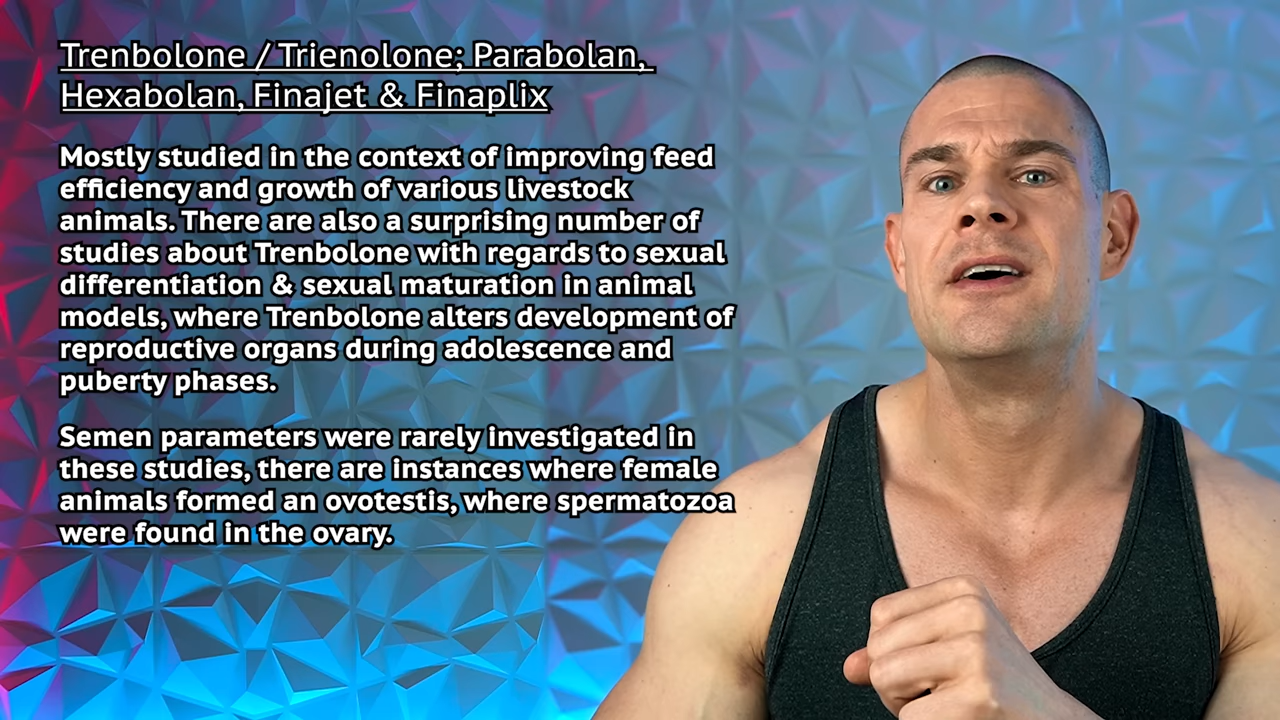 Trenbolone / Trienolone; Parabolan,
Hexabolan, Finajet & Finaplix
Mostly studied in the context of improving feed
efficiency and growth of various livestock
animals. There are also a surprising number of
studies about Trenbolone with regards to sexual
differentiation & sexual maturation in animal
models, where Trenbolone alters development of
reproductive organs during adolescence and
puberty phases.
Semen parameters were rarely investigated in
these studies, there are instances where female
animals formed an ovotestis, where spermatozoa
were found in the ovary.